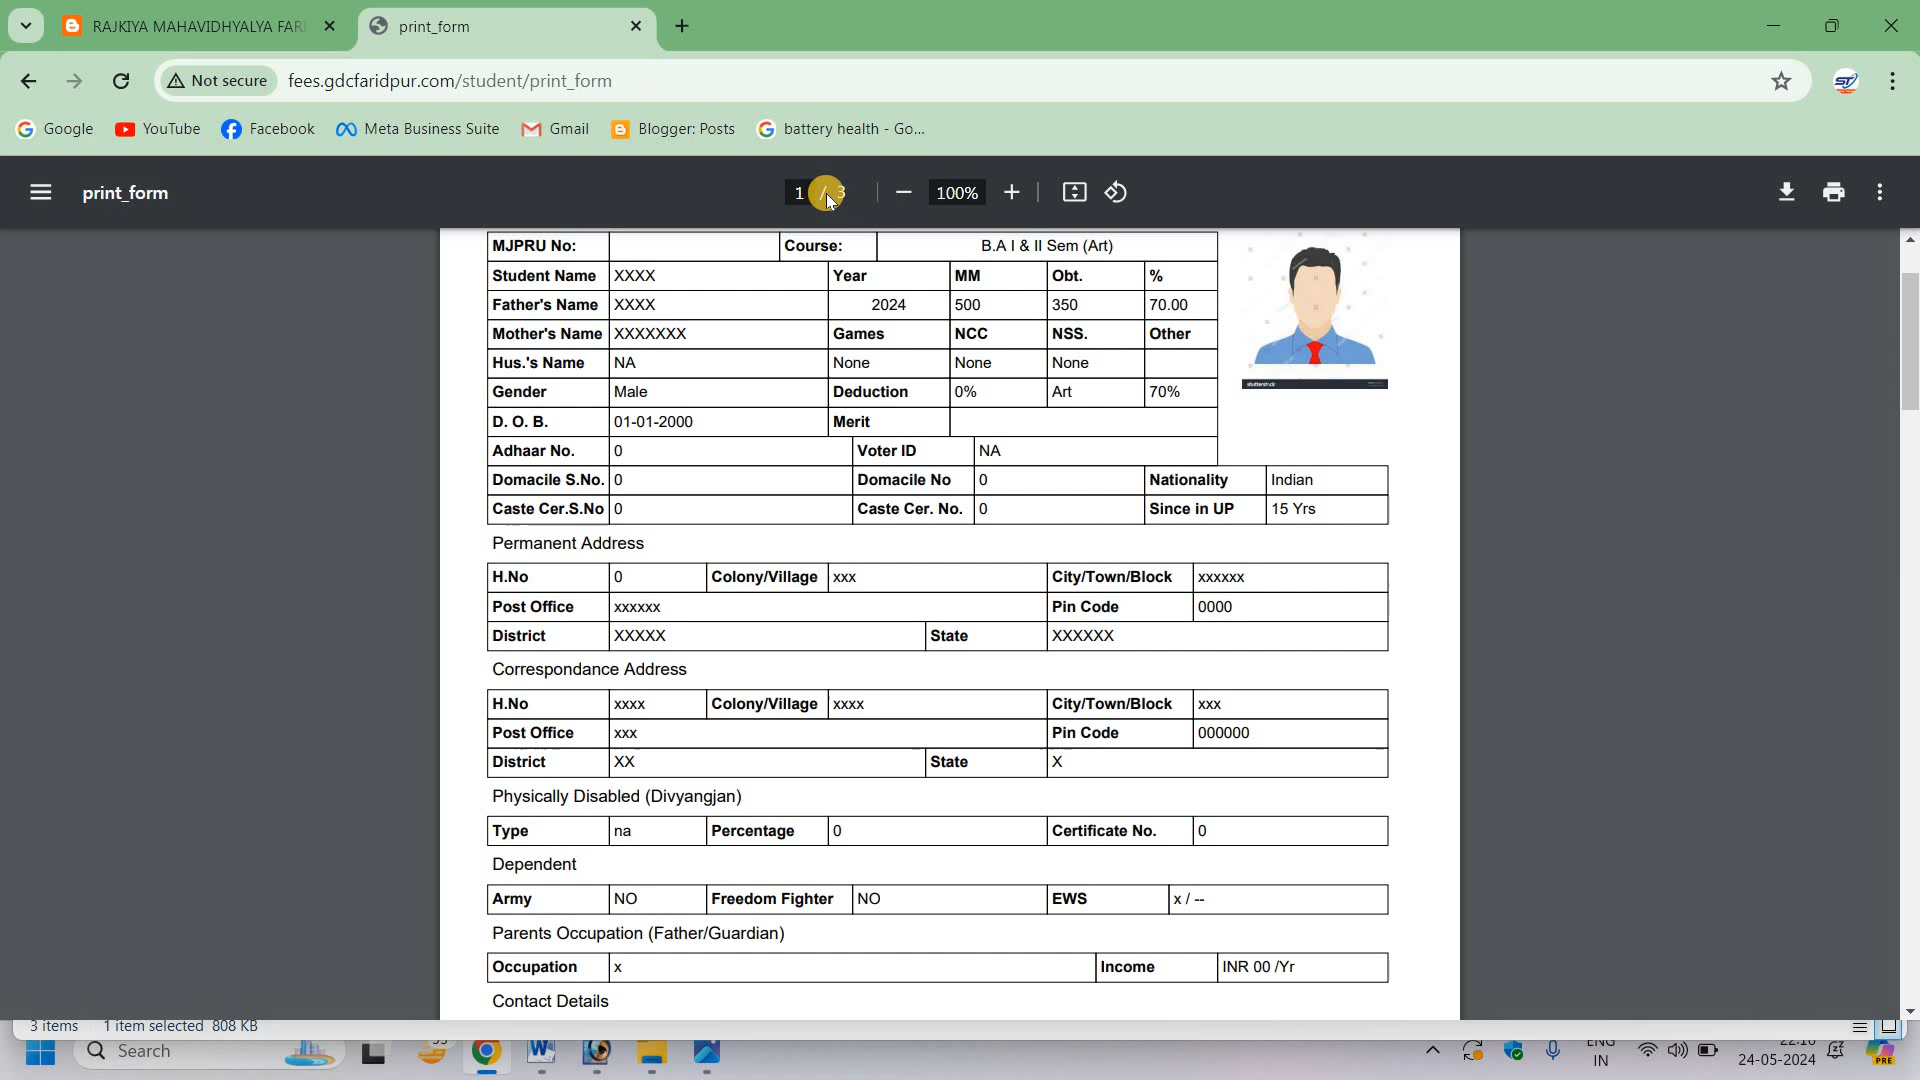 RAJKIYA MAHAVIDHYALYA FARI
print_form
Not secure
fees.gdcfaridpur.com/student/print_form
Google YouTube Facebook Meta Business Suite Gmail Blogger: Posts battery health - Go...
print_form
1 / 3
100%
MJPRU No: Course: B.A I & II Sem (Art)
Student Name XXXX Year MM Obt. %
Father's Name XXXX 2024 500 350 70.00
Mother's Name XXXXXXX Games NCC NSS. Other
Hus.'s Name NA None None None
Gender Male Deduction 0% Art 70%
D. O. B. 01-01-2000 Merit
Adhaar No. 0 Voter ID NA
Domacile S.No. 0 Domacile No 0 Nationality Indian
Caste Cer.S.No 0 Caste Cer. No. 0 Since in UP 15 Yrs
Permanent Address
H.No 0 Colony/Village xxx City/Town/Block xxxxxx
Post Office xxxxxx Pin Code 0000
District XXXXX State XXXXXX
Correspondance Address
H.No xxxx Colony/Village xxxx City/Town/Block xxx
Post Office xxx Pin Code 000000
District XX State X
Physically Disabled (Divyangjan)
Type na Percentage 0 Certificate No. 0
Dependent
Army NO Freedom Fighter NO EWS x / --
Parents Occupation (Father/Guardian)
Occupation x Income INR 00 /Yr
Contact Details
3 items 1 item selected 808 KB
Search
ENG
IN
24-05-2024
PRE